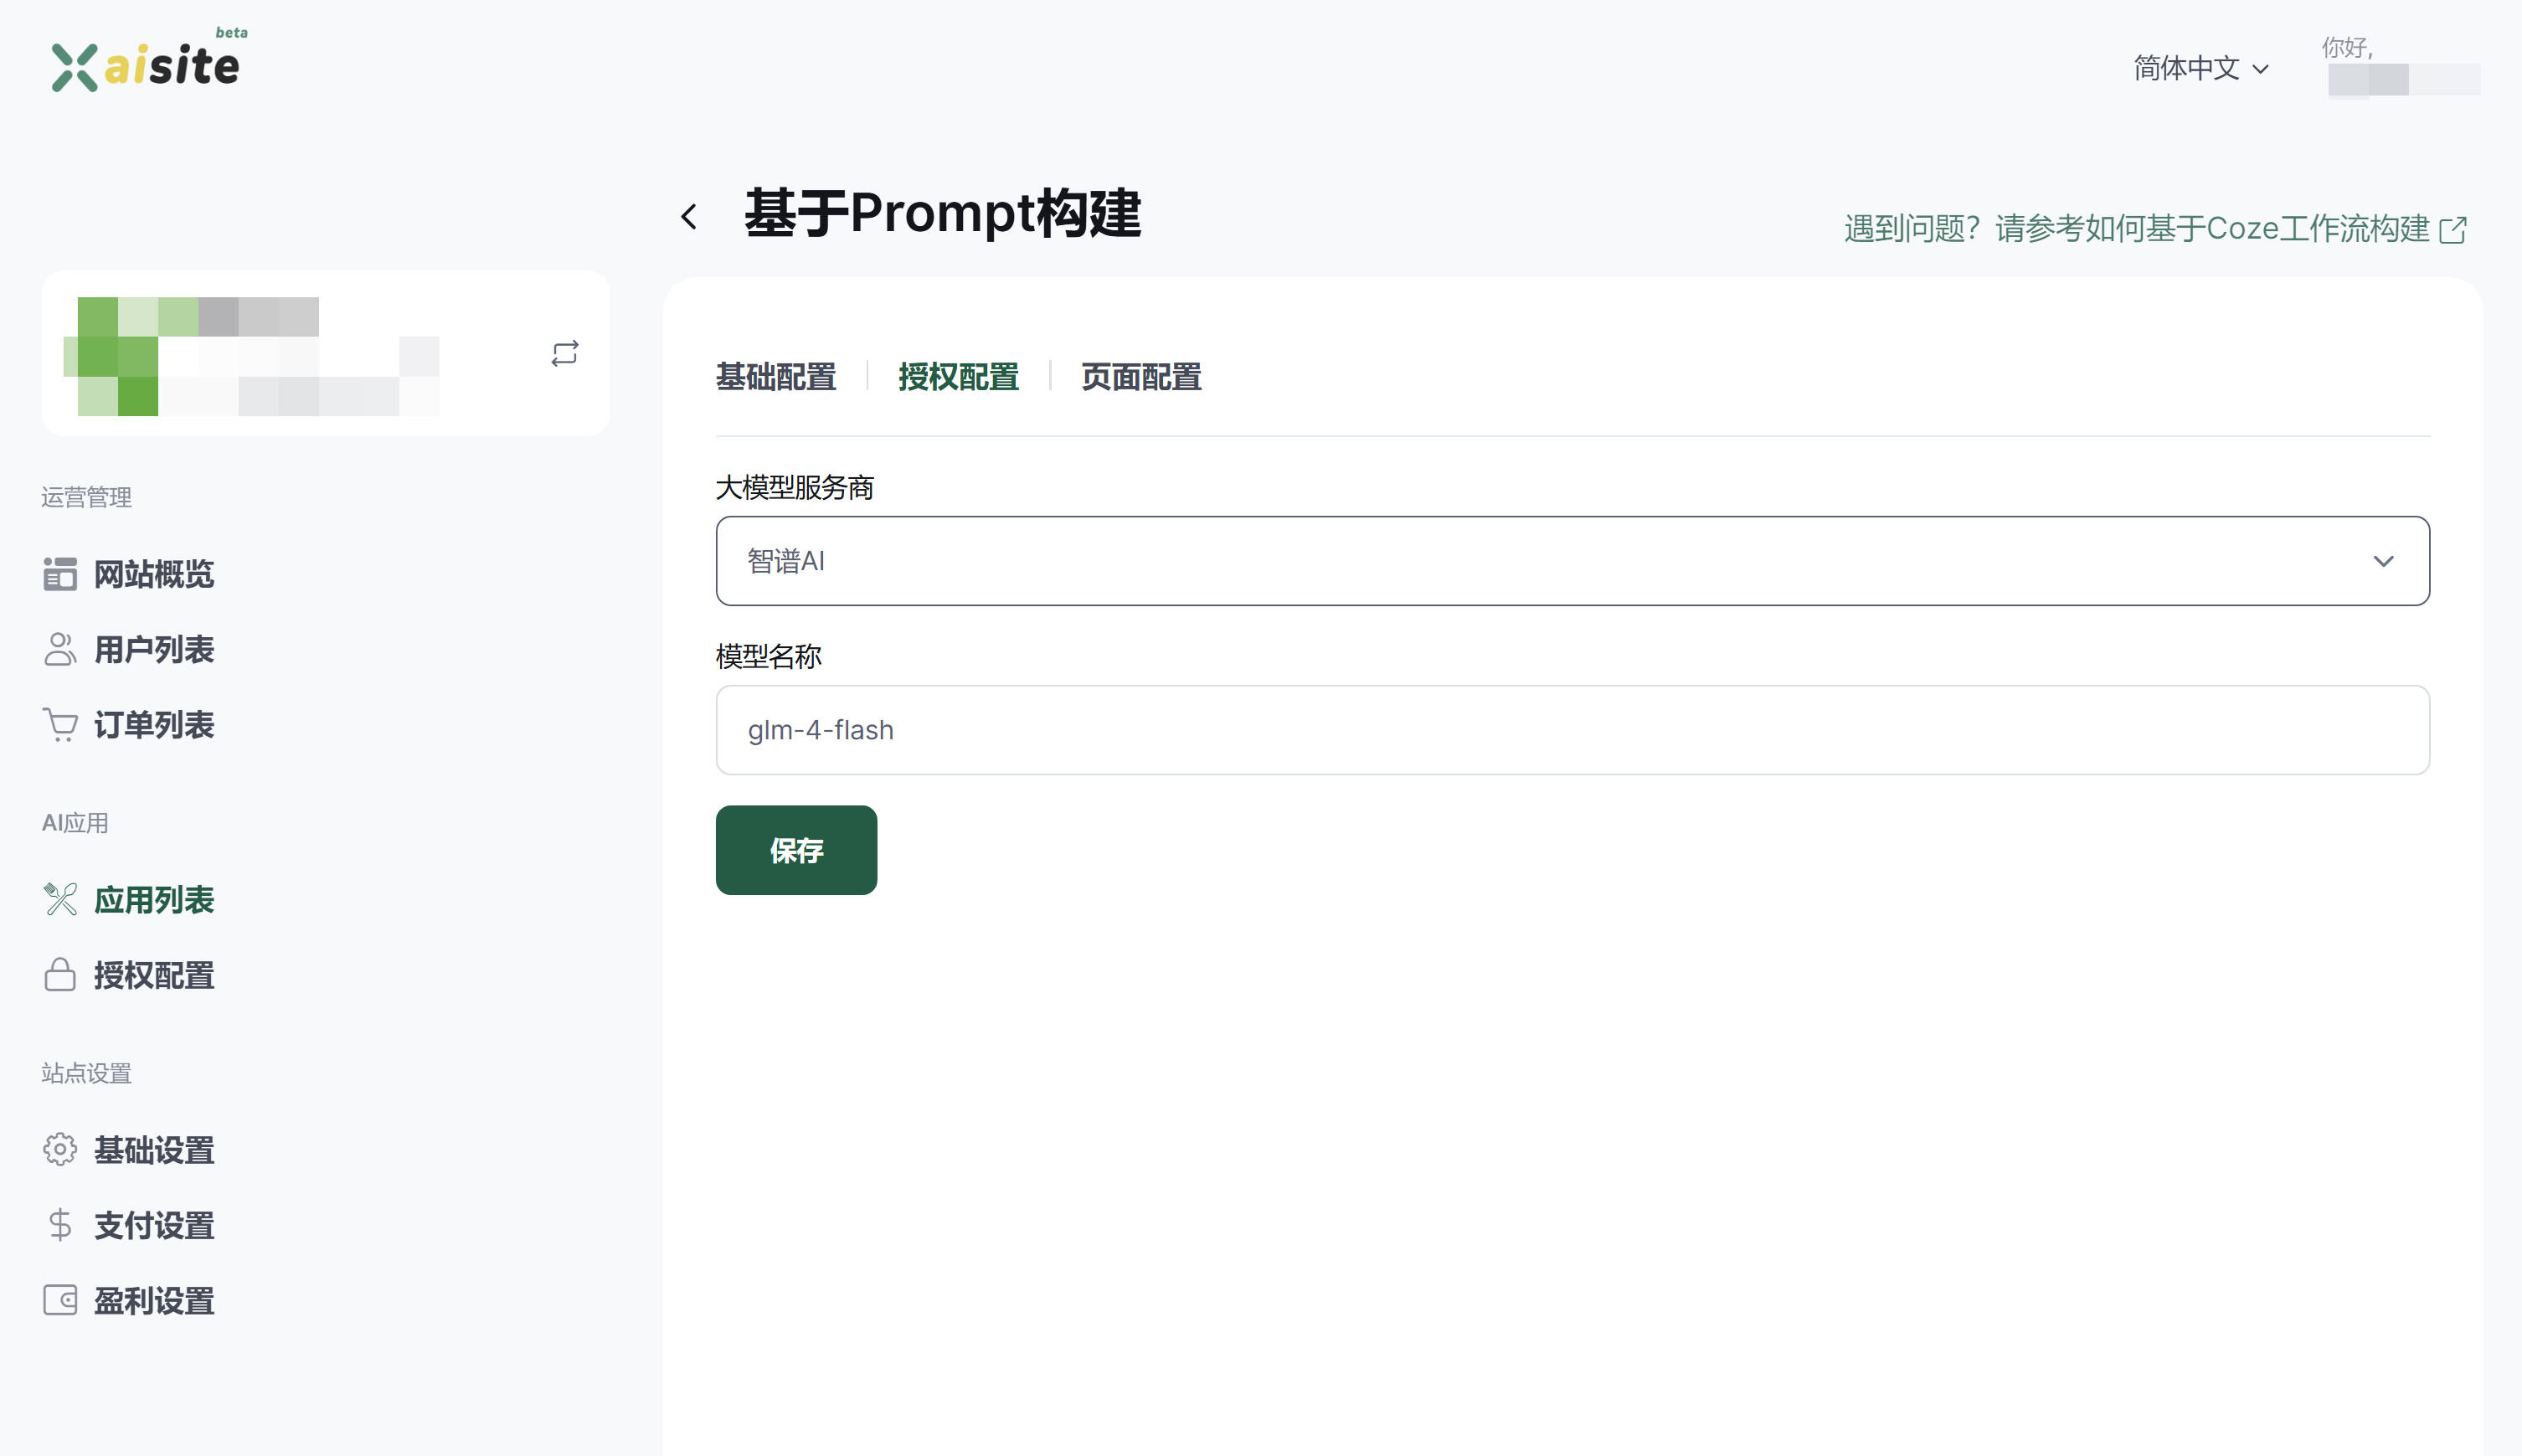 beta
aisite
简体中文
你好,
基于Prompt构建
遇到问题？请参考如何基于Coze工作流构建
基础配置
授权配置
页面配置
大模型服务商
智谱AI
模型名称
glm-4-flash
保存
运营管理
网站概览
用户列表
订单列表
AI应用
应用列表
授权配置
站点设置
基础设置
支付设置
盈利设置